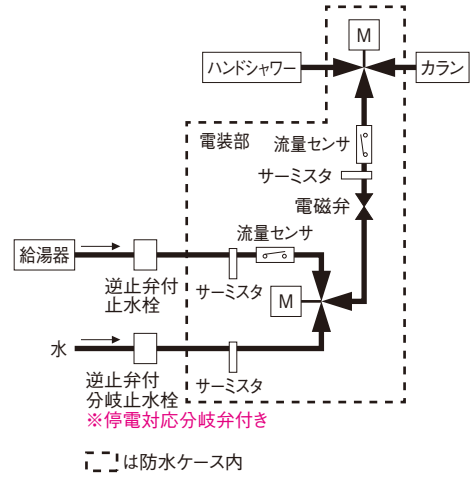 M
ハンドシャワー
カラン
電装部
流量センサ
サーミスタ
電磁弁
流量センサ
給湯器
逆止弁付
止水栓
サーミスタ
M
水
逆止弁付
分岐止水栓
※停電対応分岐弁付き
サーミスタ
は防水ケース内